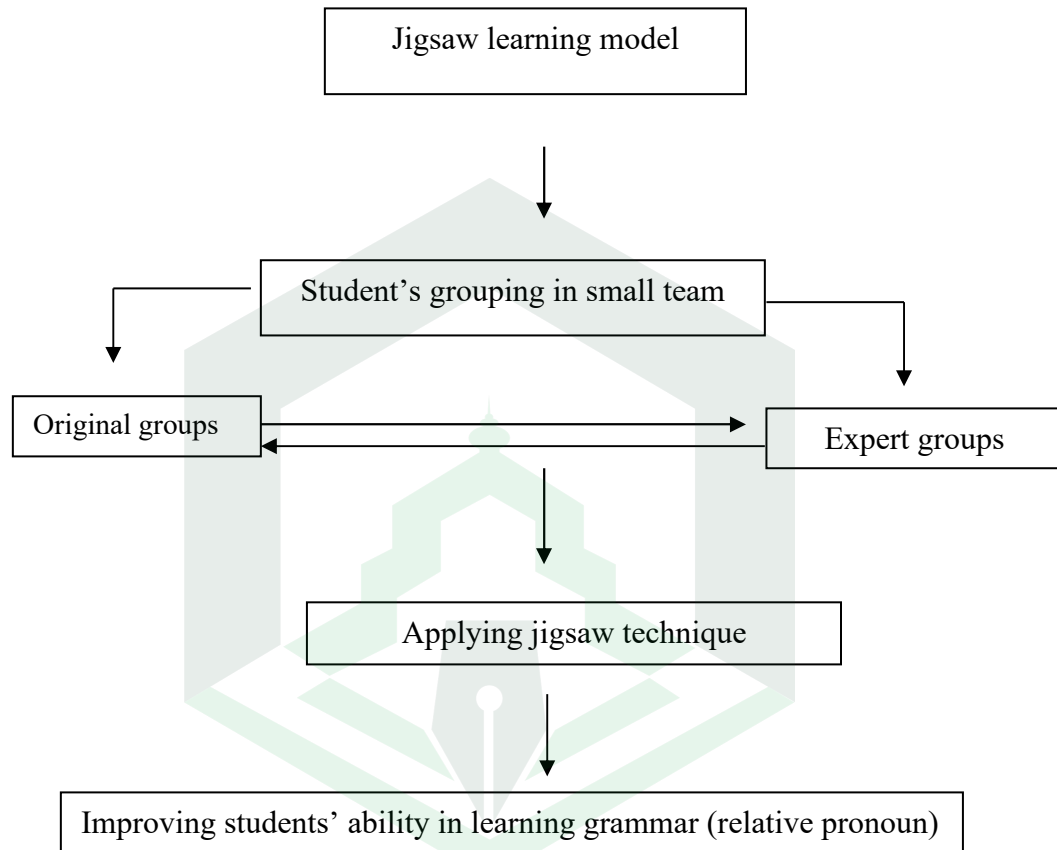 Jigsaw learning model
Student’s grouping in small team
Original groups
Expert groups
Applying jigsaw technique
Improving students’ ability in learning grammar (relative pronoun)